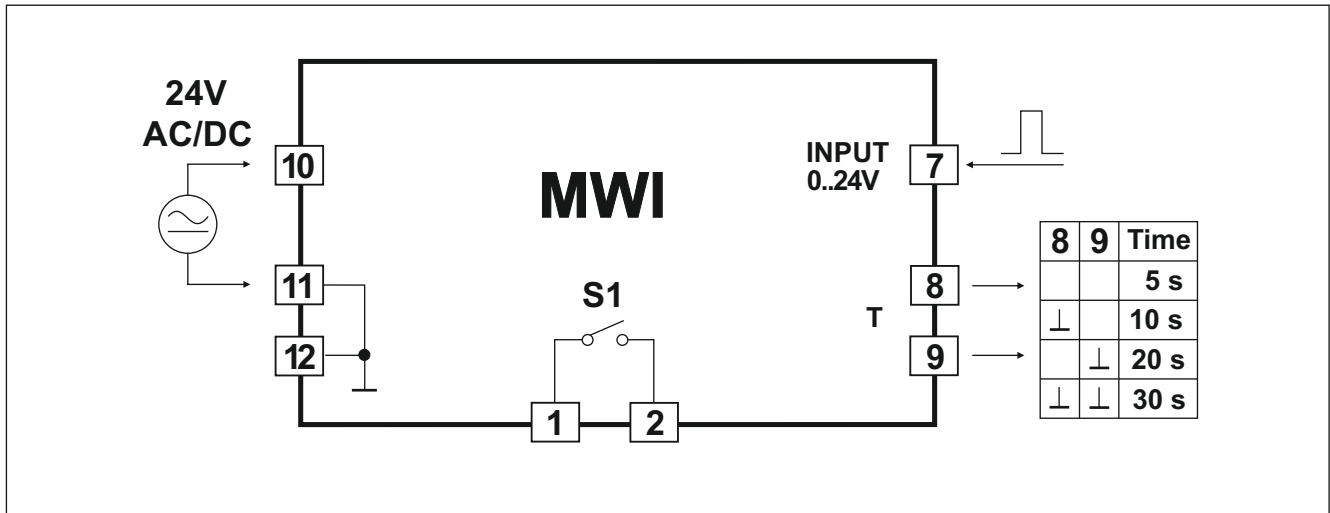 24V
AC/DC
10
11
12
MWI
S1
1
2
INPUT
0..24V
7
T
8
9
8 9 Time
5 s
⊥ 10 s
⊥ 20 s
⊥ ⊥ 30 s